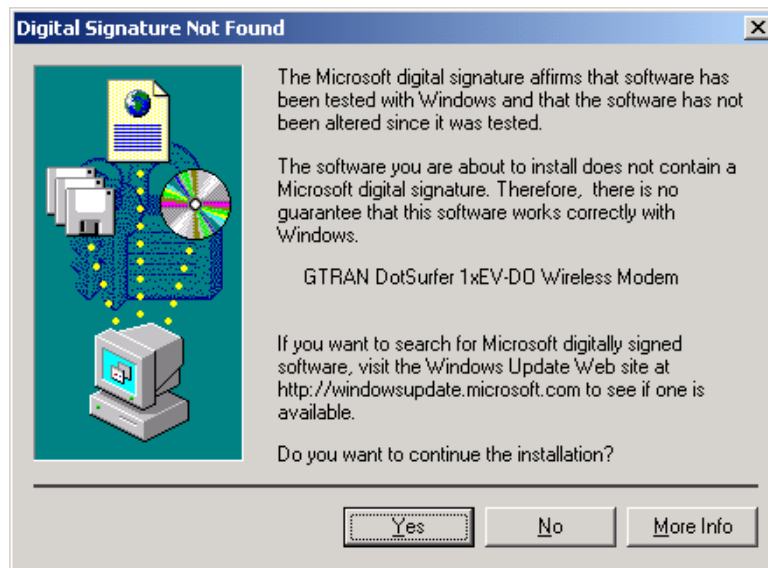 Digital Signature Not Found
The Microsoft digital signature affirms that software has
been tested with Windows and that the software has not
been altered since it was tested.
The software you are about to install does not contain a
Microsoft digital signature. Therefore,  there is no
guarantee that this software works correctly with
Windows.
GTRAN DotSurfer 1xEV-DO Wireless Modem
If you want to search for Microsoft digitally signed
software, visit the Windows Update Web site at
http://windowsupdate.microsoft.com to see if one is
available.
Do you want to continue the installation?
Yes No More Info